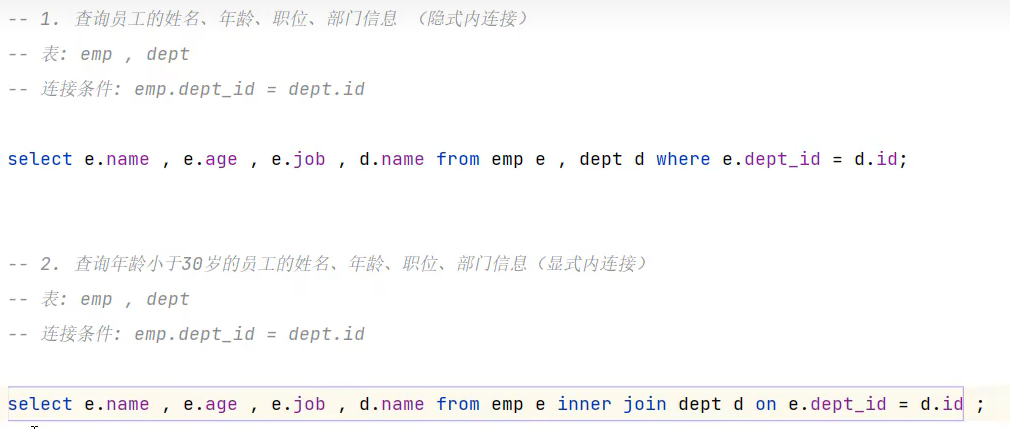 -- 1. 查询员工的姓名、年龄、职位、部门信息 （隐式内连接）
-- 表: emp , dept
-- 连接条件: emp.dept_id = dept.id
select e.name , e.age , e.job , d.name from emp e , dept d where e.dept_id = d.id;
-- 2. 查询年龄小于30岁的员工的姓名、年龄、职位、部门信息（显式内连接）
-- 表: emp , dept
-- 连接条件: emp.dept_id = dept.id
select e.name , e.age , e.job , d.name from emp e inner join dept d on e.dept_id = d.id ;